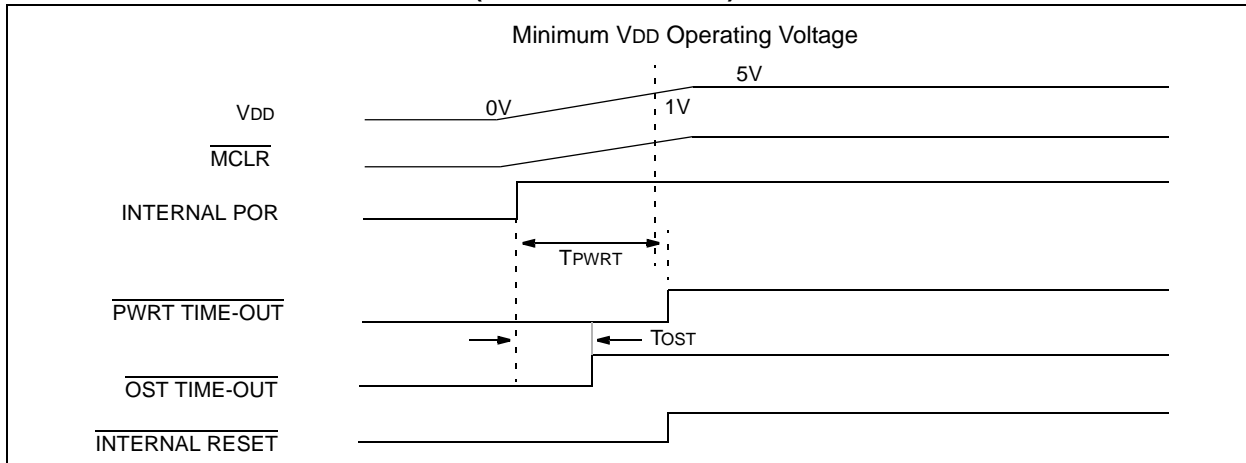 Minimum VDD Operating Voltage
5V
VDD
0V
1V
MCLR
INTERNAL POR
TPWRT
PWRT TIME-OUT
TOST
OST TIME-OUT
INTERNAL RESET